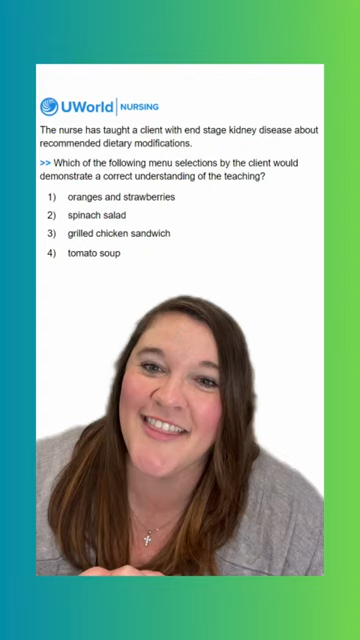 UWorld | NURSING
The nurse has taught a client with end stage kidney disease about
recommended dietary modifications.
>> Which of the following menu selections by the client would
demonstrate a correct understanding of the teaching?
1) oranges and strawberries
2) spinach salad
3) grilled chicken sandwich
4) tomato soup